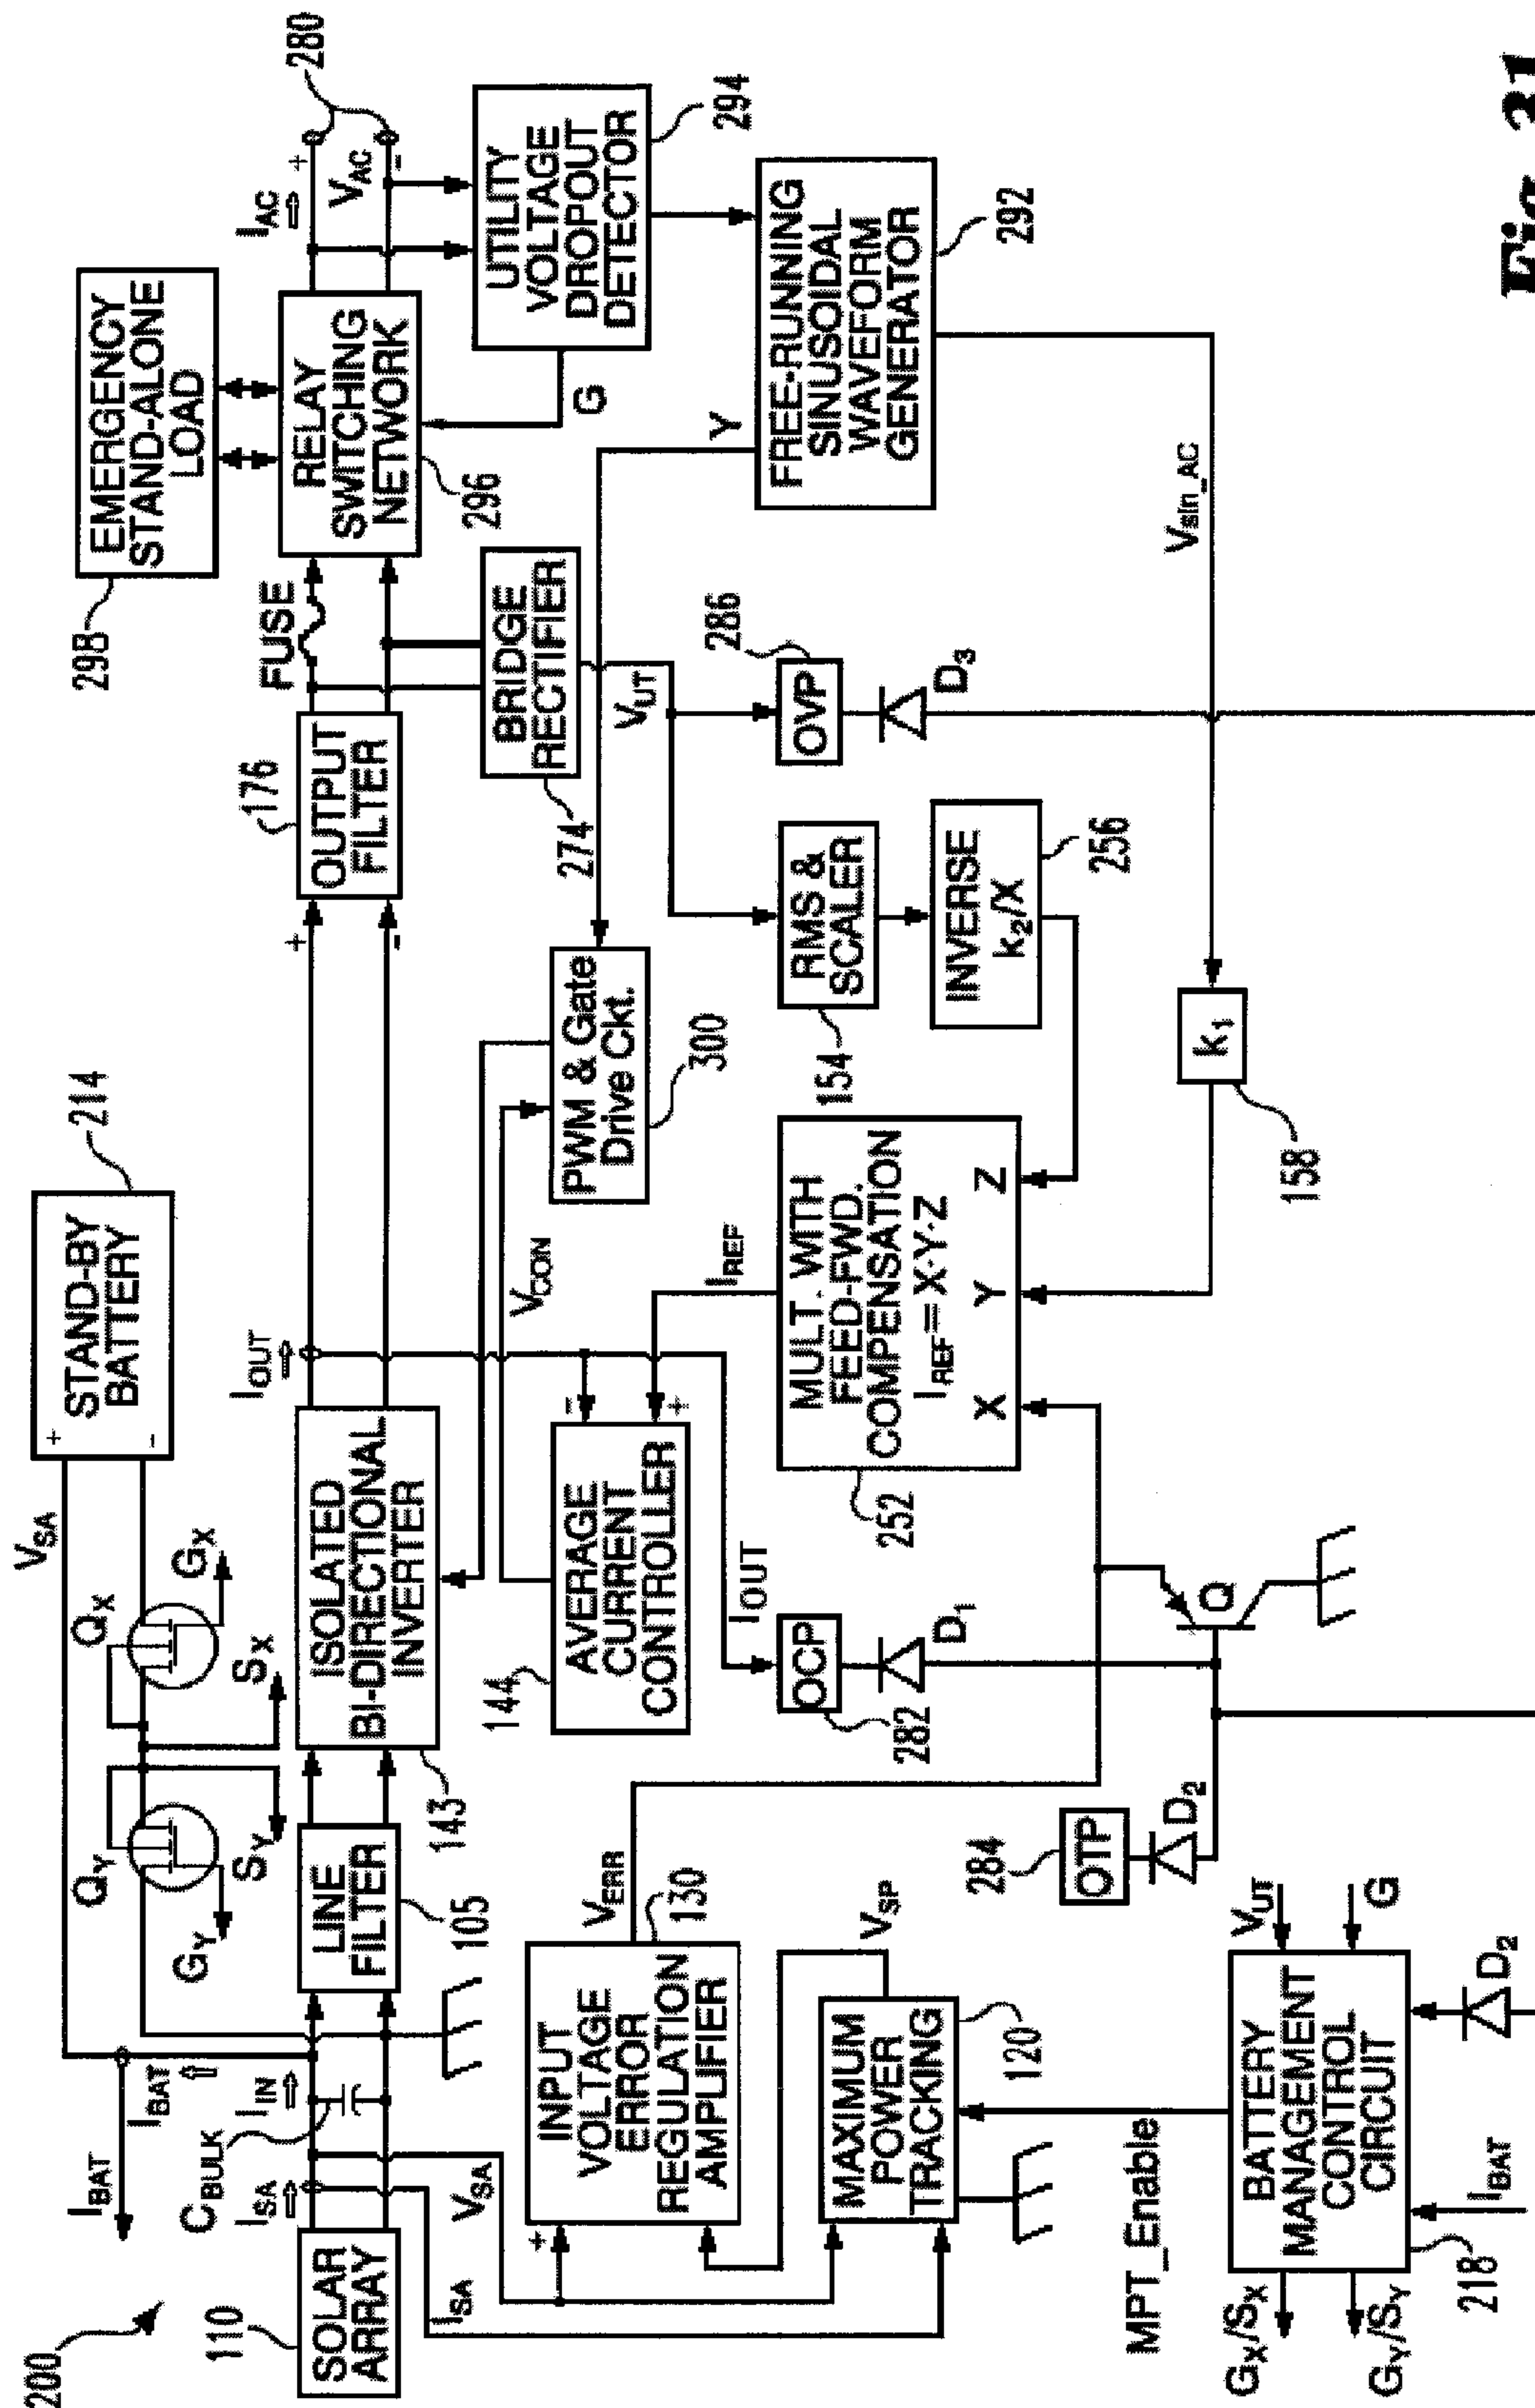 200
V_SA
STAND-BY
BATTERY
+
-
214
EMERGENCY
STAND-ALONE
LOAD
298
I_BAT
I_BAT
Q_Y
G_Y
S_Y
Q_X
G_X
S_X
110
SOLAR
ARRAY
I_SA
C_BULK
I_IN
LINE
FILTER
105
ISOLATED
BI-DIRECTIONAL
INVERTER
143
I_OUT
+
-
176
OUTPUT
FILTER
FUSE
RELAY
SWITCHING
NETWORK
296
I_AC
+
V_AC
-
280
V_SA
I_SA
+
INPUT
VOLTAGE
ERROR
REGULATION
AMPLIFIER
V_ERR
130
144
AVERAGE
CURRENT
CONTROLLER
-
+
V_CON
PWM & Gate
Drive Ckt.
300
BRIDGE
RECTIFIER
274
V_UT
G
UTILITY
VOLTAGE
DROPOUT
DETECTOR
294
MAXIMUM
POWER
TRACKING
120
V_SP
OCP
282
I_OUT
D_1
I_REF
MULT. WITH
FEED-FWD.
COMPENSATION
I_REF=X·Y·Z
X Y Z
252
154
RMS &
SCALER
INVERSE
k_2/X
256
OVP
286
D_3
Y
FREE-RUNNING
SINUSOIDAL
WAVEFORM
GENERATOR
292
MPT_Enable
284
OTP
D_2
Q
158
k_1
V_sin_AC
G_X/S_X
G_Y/S_Y
BATTERY
MANAGEMENT
CONTROL
CIRCUIT
218
I_BAT
V_UT
G
D_2
Fig. 31